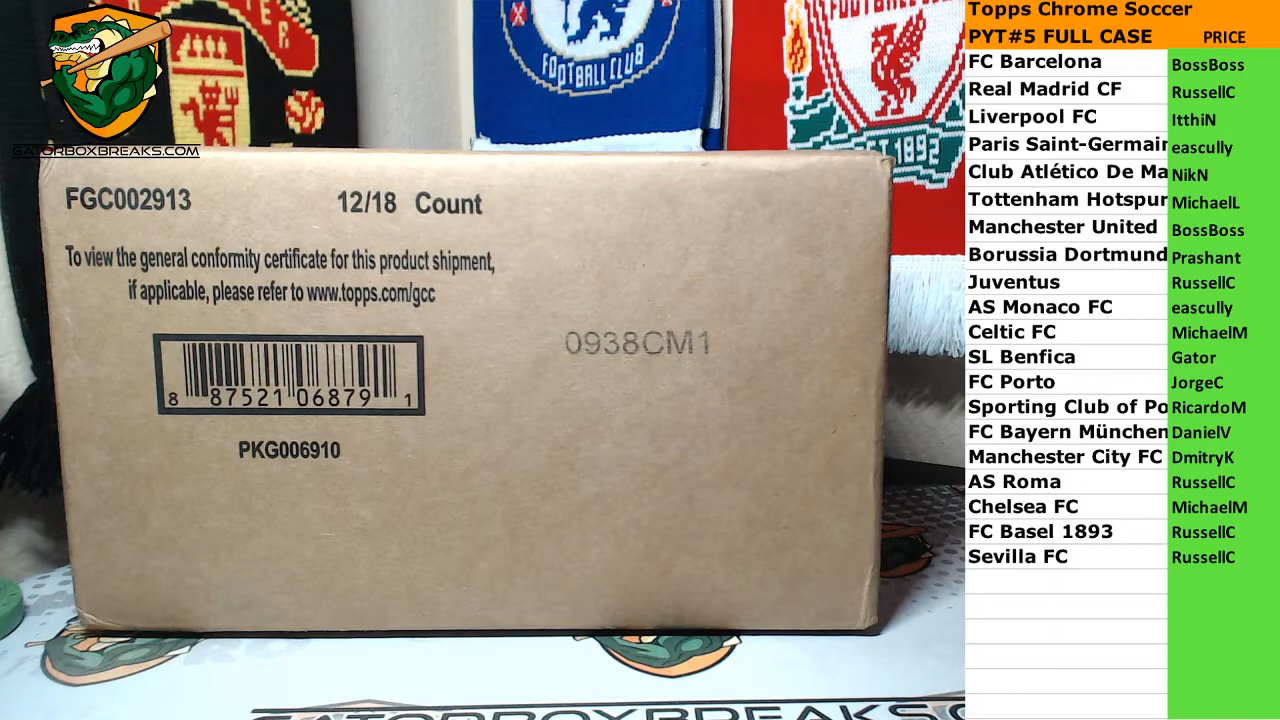 GATORBOXBREAKS.COM
FOOTBALL CLUB
FOOTBALL CLUB
EST 1892
FGC002913
12/18 Count
To view the general conformity certificate for this product shipment,
if applicable, please refer to www.topps.com/gcc
0938CM1
8 87521 06879 1
PKG006910
Topps Chrome Soccer
PYT#5 FULL CASE PRICE
FC Barcelona BossBoss
Real Madrid CF RussellC
Liverpool FC ItthiN
Paris Saint-Germain eascully
Club Atlético De Ma NikN
Tottenham Hotspur MichaelL
Manchester United BossBoss
Borussia Dortmund Prashant
Juventus RussellC
AS Monaco FC eascully
Celtic FC MichaelM
SL Benfica Gator
FC Porto JorgeC
Sporting Club of Po RicardoM
FC Bayern München DanielV
Manchester City FC DmitryK
AS Roma RussellC
Chelsea FC MichaelM
FC Basel 1893 RussellC
Sevilla FC RussellC
GATORBOXBREAKS.C